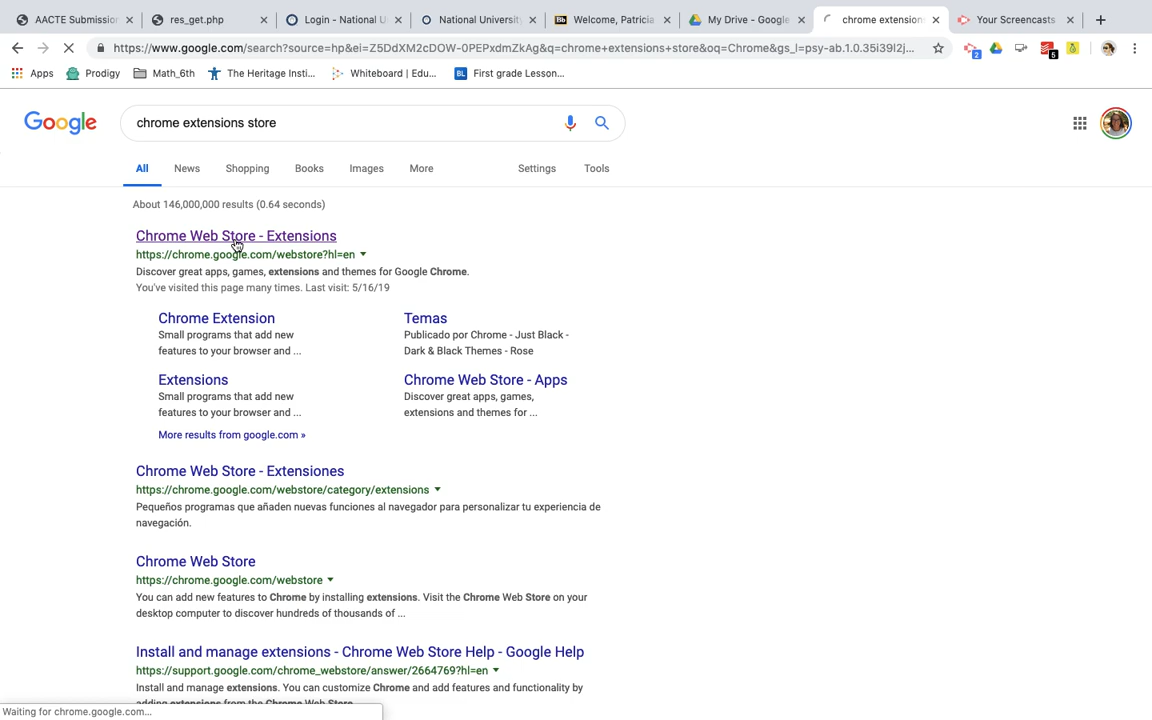 AACTE Submission
res_get.php
Login - National U
National University
Welcome, Patricia
My Drive - Google
chrome extension
Your Screencasts
https://www.google.com/search?source=hp&ei=Z5DdXM2cDOW-0PEPxdmZkAg&q=chrome+extensions+store&oq=Chrome&gs_l=psy-ab.1.0.35i39l2j...
2
5
Apps
Prodigy
Math_6th
The Heritage Insti...
Whiteboard | Edu...
BL First grade Lesson...
Google
chrome extensions store
All News Shopping Books Images More Settings Tools
About 146,000,000 results (0.64 seconds)
Chrome Web Store - Extensions
https://chrome.google.com/webstore?hl=en
Discover great apps, games, extensions and themes for Google Chrome.
You've visited this page many times. Last visit: 5/16/19
Chrome Extension
Small programs that add new
features to your browser and ...
Temas
Publicado por Chrome - Just Black -
Dark & Black Themes - Rose
Extensions
Small programs that add new
features to your browser and ...
Chrome Web Store - Apps
Discover great apps, games,
extensions and themes for ...
More results from google.com »
Chrome Web Store - Extensiones
https://chrome.google.com/webstore/category/extensions
Pequeños programas que añaden nuevas funciones al navegador para personalizar tu experiencia de
navegación.
Chrome Web Store
https://chrome.google.com/webstore
You can add new features to Chrome by installing extensions. Visit the Chrome Web Store on your
desktop computer to discover hundreds of thousands of ...
Install and manage extensions - Chrome Web Store Help - Google Help
https://support.google.com/chrome_webstore/answer/2664769?hl=en
Install and manage extensions. You can customize Chrome and add features and functionality by
adding extensions from the Chrome Web Store.
Waiting for chrome.google.com...